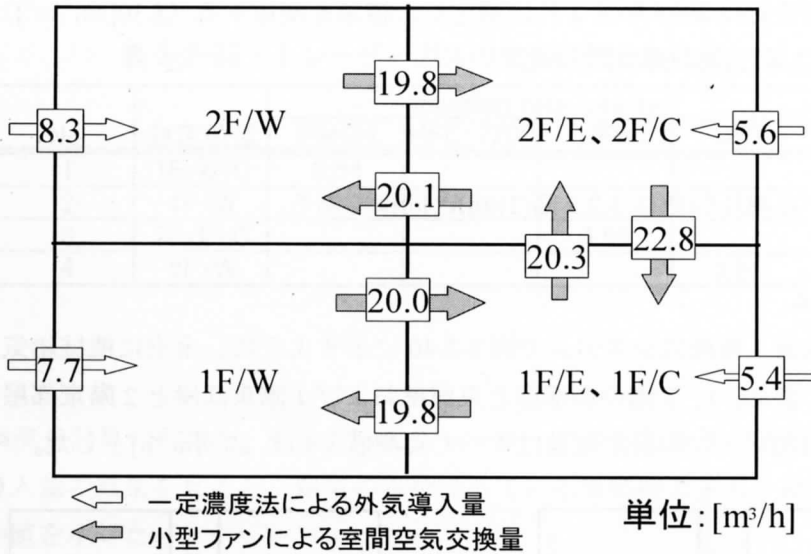 19.8
8.3
2F/W
2F/E、2F/C
5.6
20.1
20.3
22.8
20.0
7.7
1F/W
1F/E、1F/C
5.4
19.8
一定濃度法による外気導入量
小型ファンによる室間空気交換量
単位：[m³/h]